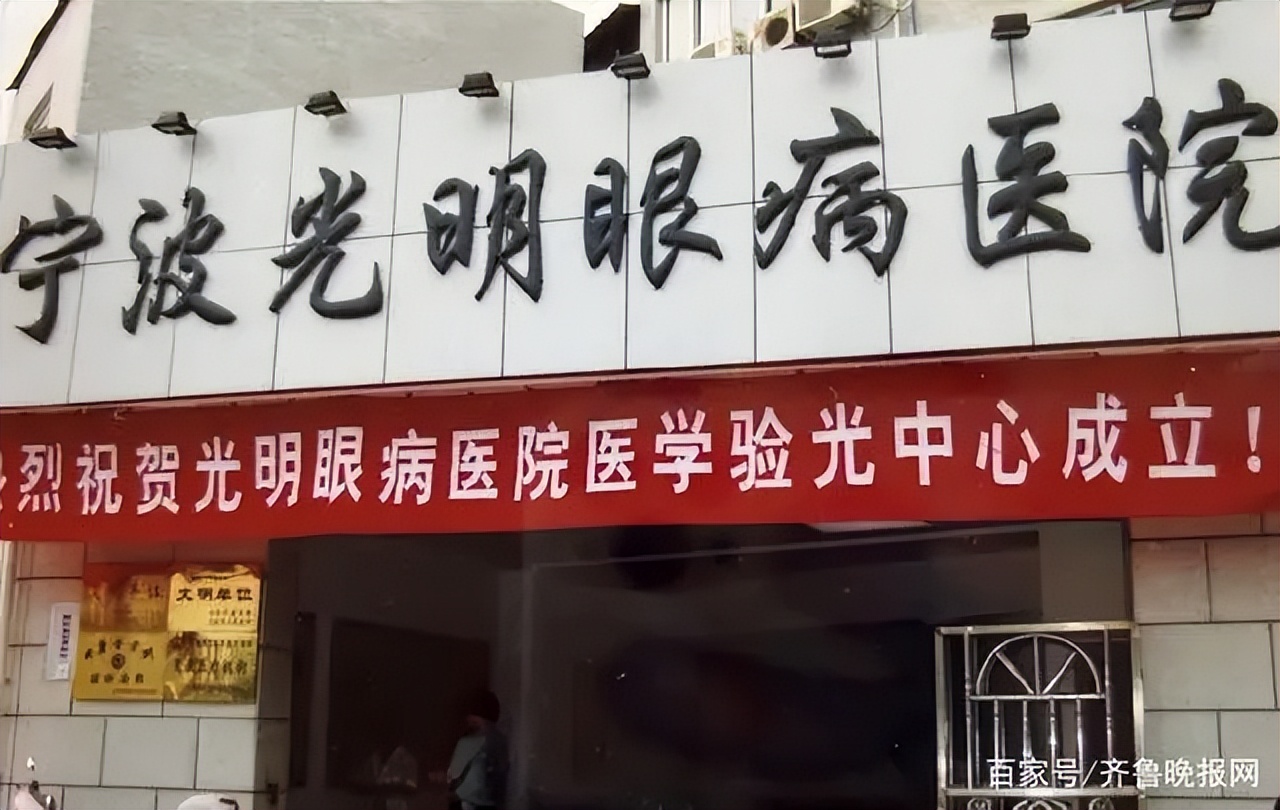 宁波光明眼病医院
烈祝贺光明眼病医院医学验光中心成立!
文明单位
百家号/齐鲁晚报网